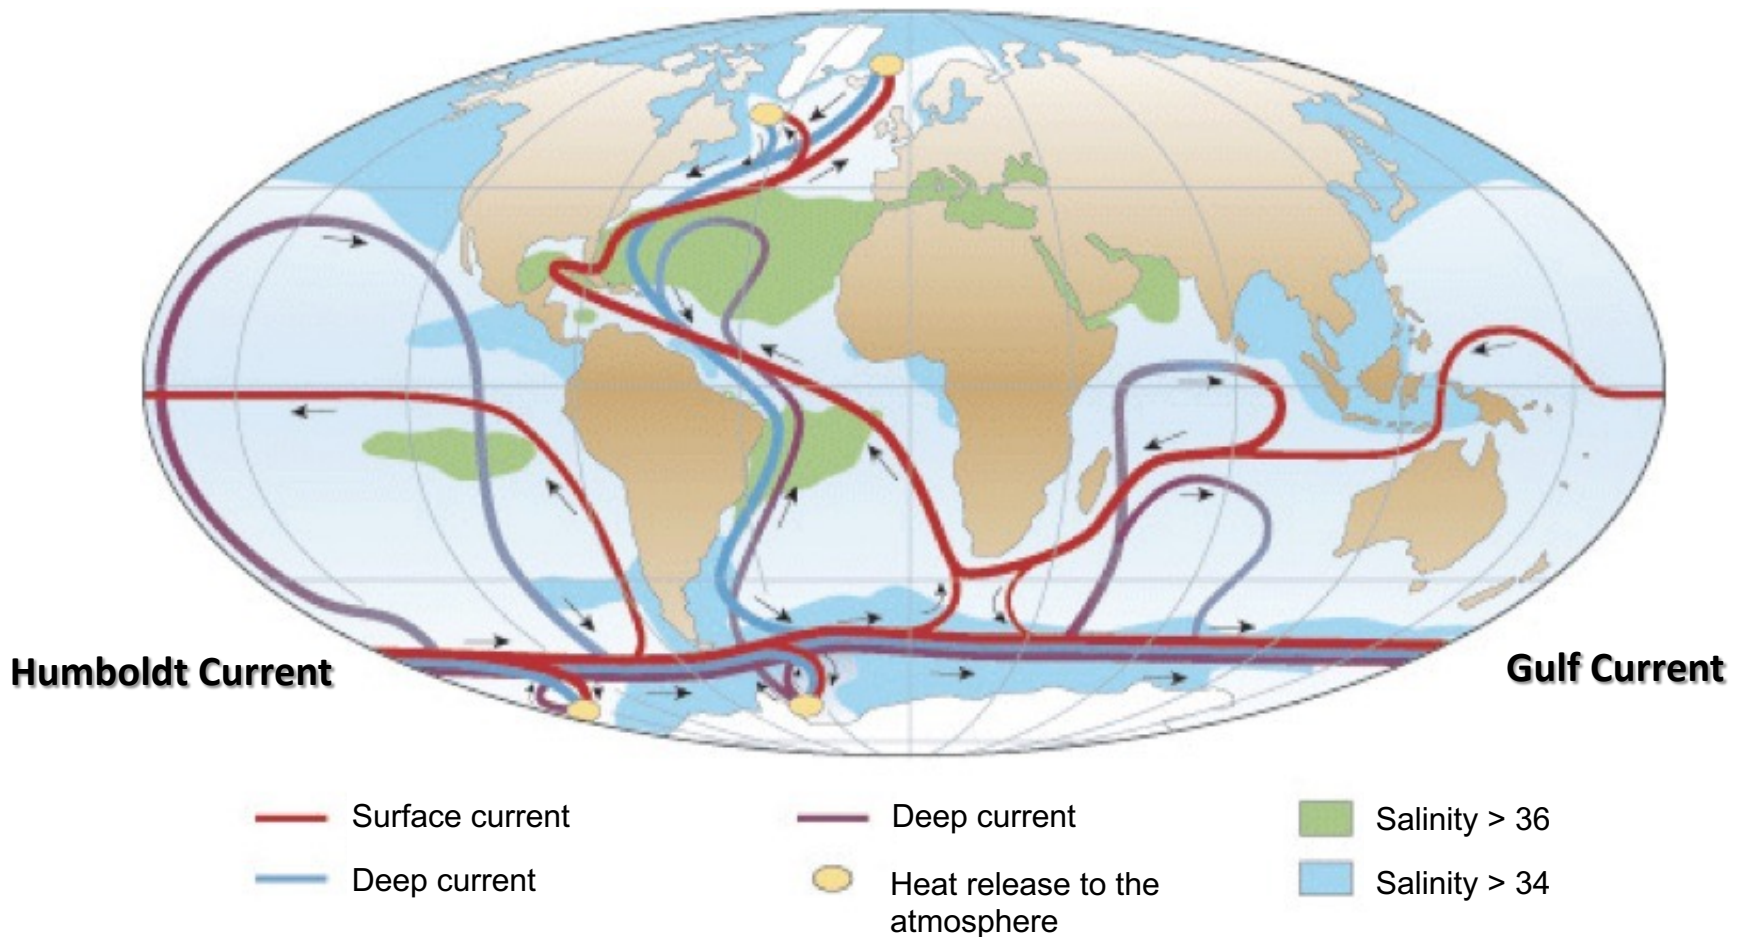 Humboldt Current
Gulf Current
Surface current
Deep current
Deep current
Heat release to the
atmosphere
Salinity > 36
Salinity > 34